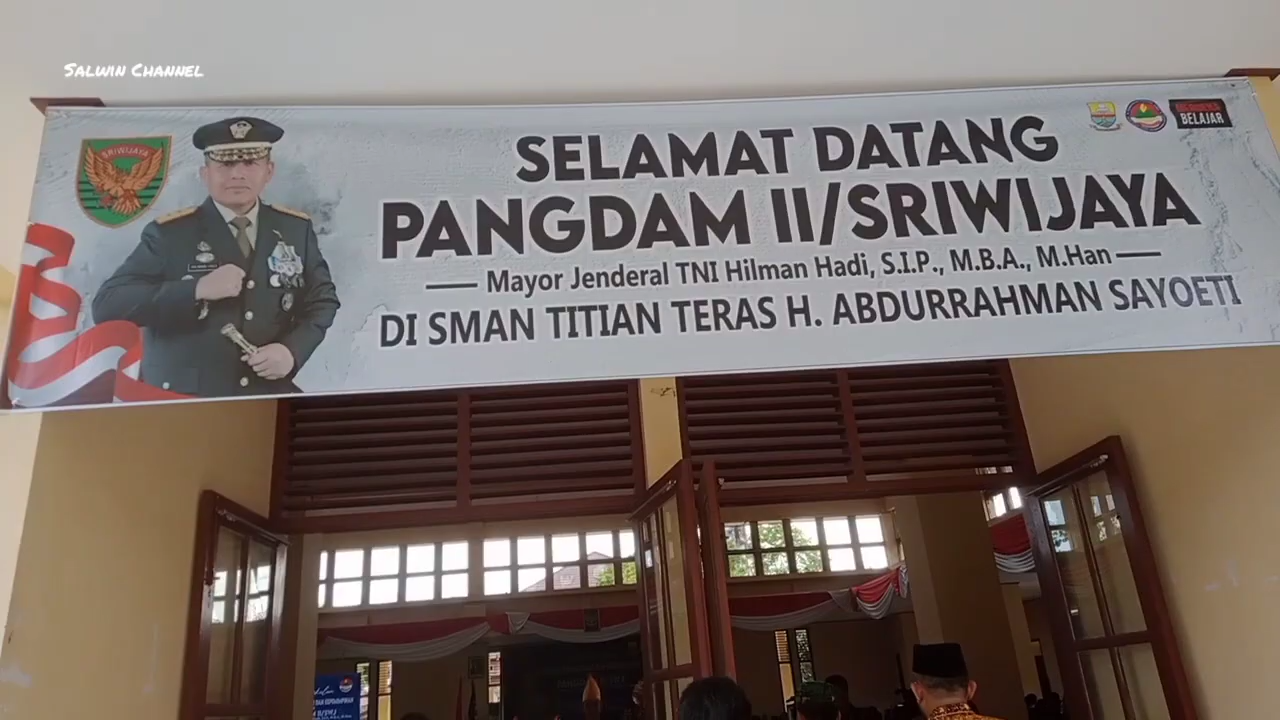 SALWIN CHANNEL
SRIWIJAYA
BELAJAR
SELAMAT DATANG
PANGDAM II/SRIWIJAYA
Mayor Jenderal TNI Hilman Hadi, S.I.P., M.B.A., M.Han
DI SMAN TITIAN TERAS H. ABDURRAHMAN SAYOETI